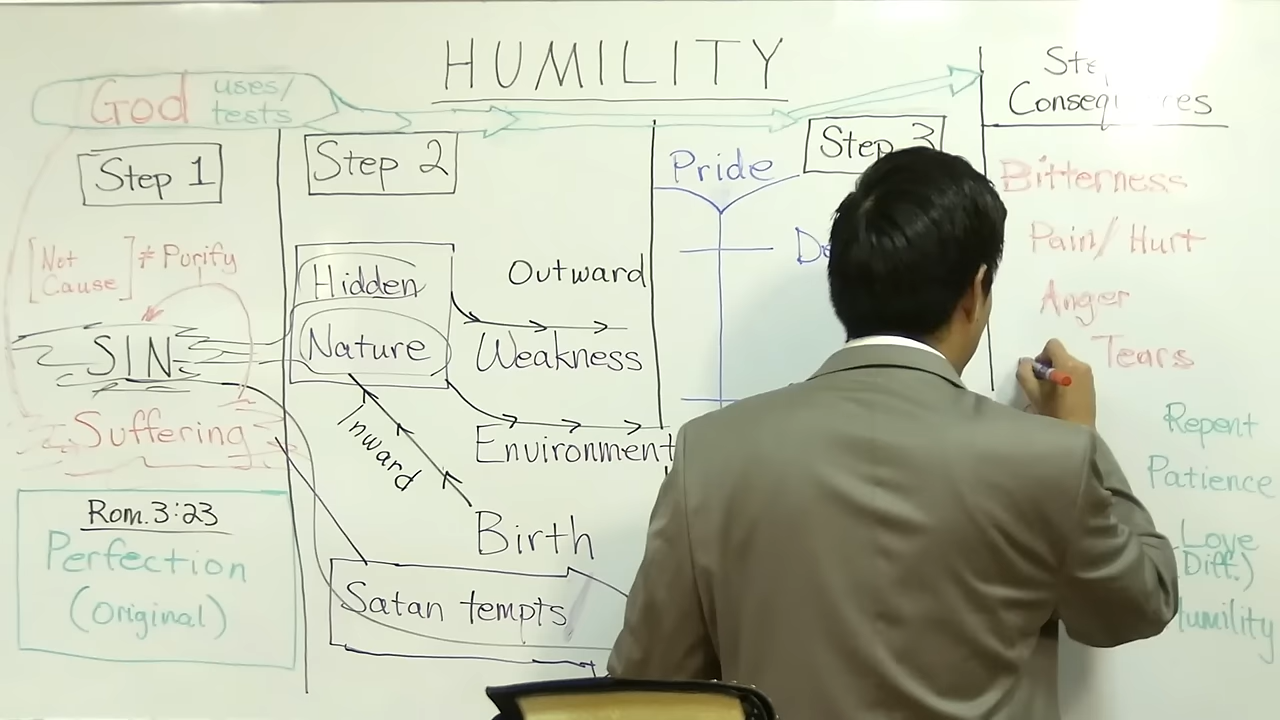 HUMILITY
God uses/
tests
Step 1
[Not
Cause] ≠ Purify
SIN
Suffering
Rom. 3:23
Perfection
(original)
Step 2
Hidden
Nature
Outward
Weakness
Environment
Inward
Birth
Satan tempts
Step 3
Pride
Bitterness
Pain/Hurt
Anger
Tears
Repent
Patience
Love
(Diff.)